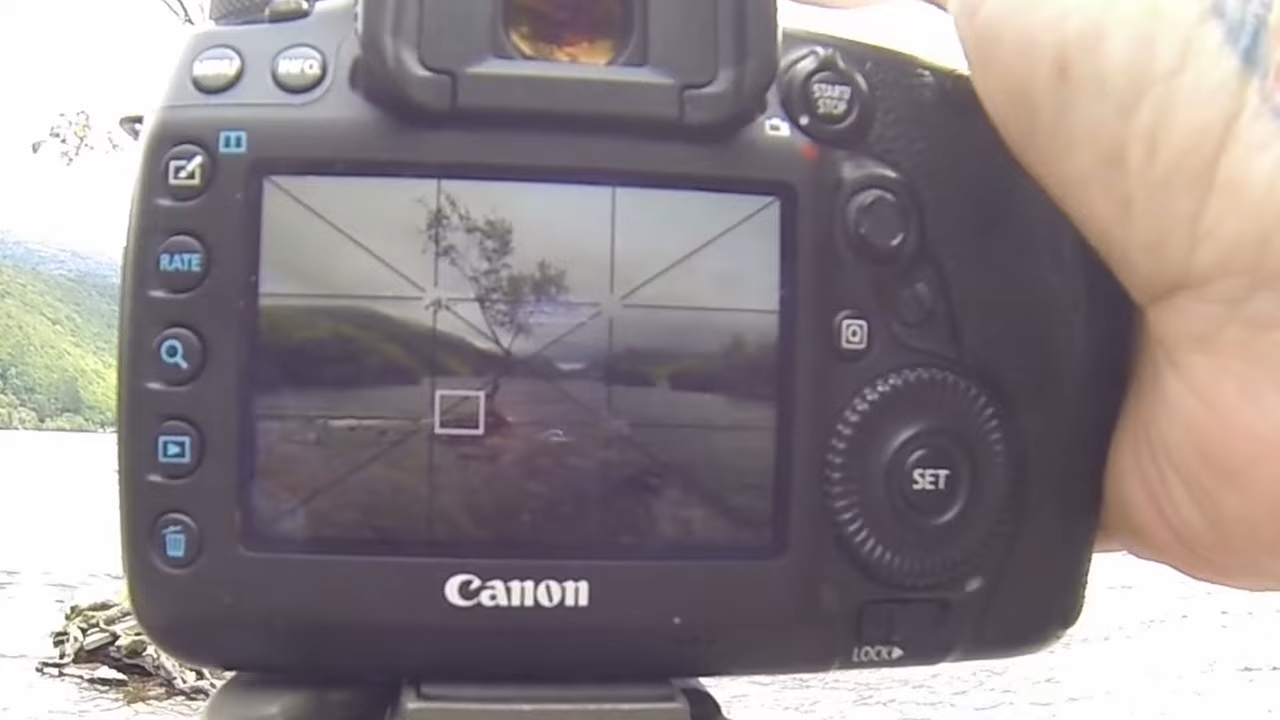 MENU
INFO.
START/
STOP
RATE
Q
SET
Canon
LOCK▶